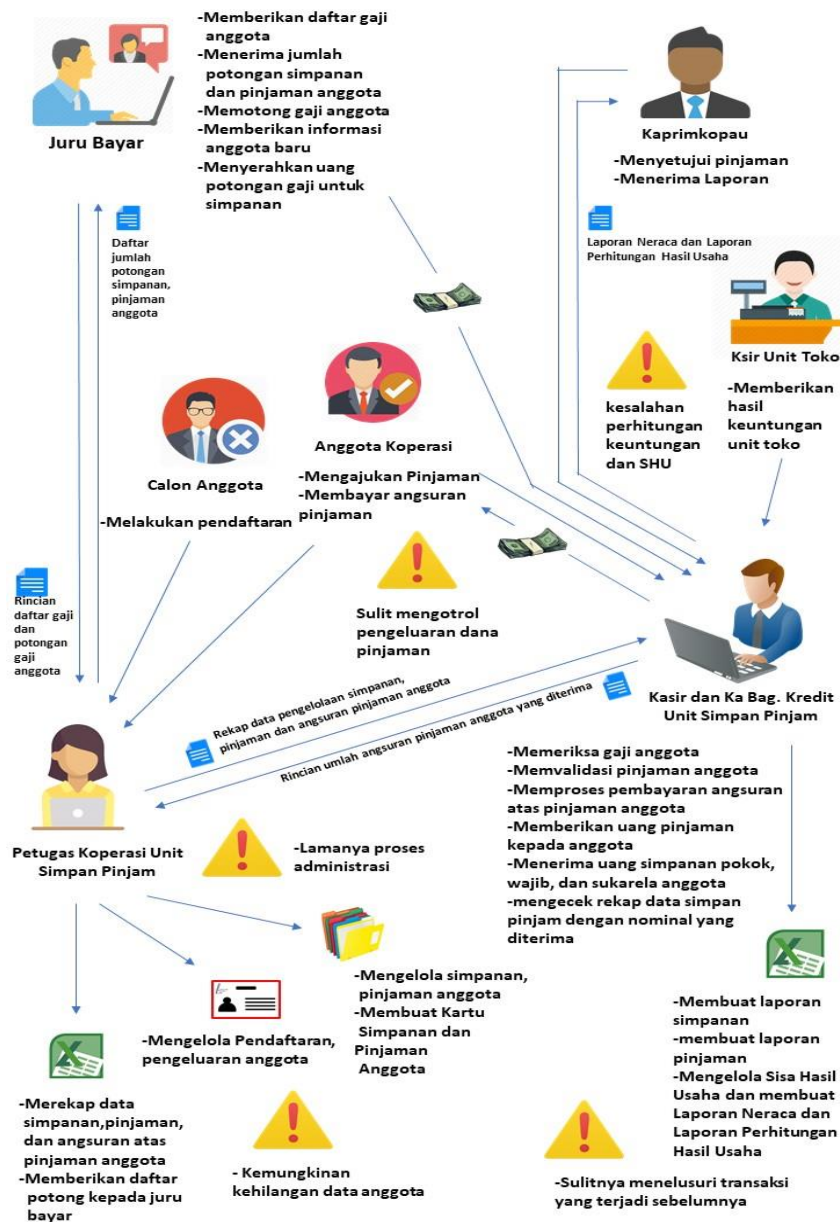 -Memberikan daftar gaji
anggota
-Menerima jumlah
potongan simpanan
dan pinjaman anggota
-Memotong gaji anggota
-Memberikan informasi
anggota baru
-Menyerahkan uang
potongan gaji untuk
simpanan
Juru Bayar
Kaprimkopau
-Menyetujui pinjaman
-Menerima Laporan
Daftar
jumlah
potongan
simpanan,
pinjaman
anggota
Laporan Neraca dan Laporan
Perhitungan Hasil Usaha
Ksir Unit Toko
-Memberikan
hasil
keuntungan
unit toko
kesalahan
perhitungan
keuntungan
dan SHU
Anggota Koperasi
-Mengajukan Pinjaman
-Membayar angsuran
pinjaman
Calon Anggota
-Melakukan pendaftaran
Rincian
daftar gaji
dan
potongan
gaji
anggota
Sulit mengotrol
pengeluaran dana
pinjaman
Kasir dan Ka Bag. Kredit
Unit Simpan Pinjam
Rekap data pengelolaan simpanan,
pinjaman dan angsuran pinjaman anggota
Rincian umlah angsuran pinjaman anggota yang diterima
-Memeriksa gaji anggota
-Memvalidasi pinjaman anggota
-Memproses pembayaran angsuran
atas pinjaman anggota
-Memberikan uang pinjaman
kepada anggota
-Menerima uang simpanan pokok,
wajib, dan sukarela anggota
-mengecek rekap data simpan
pinjam dengan nominal yang
diterima
Petugas Koperasi Unit
Simpan Pinjam
-Lamanya proses
administrasi
-Mengelola simpanan,
pinjaman anggota
-Membuat Kartu
Simpanan dan
Pinjaman
Anggota
-Mengelola Pendaftaran,
pengeluaran anggota
-Merekap data
simpanan,pinjaman,
dan angsuran atas
pinjaman anggota
-Memberikan daftar
potong kepada juru
bayar
- Kemungkinan
kehilangan data anggota
-Membuat laporan
simpanan
-membuat laporan
pinjaman
-Mengelola Sisa Hasil
Usaha dan membuat
Laporan Neraca dan
Laporan Perhitungan
Hasil Usaha
-Sulitnya menelusuri transaksi
yang terjadi sebelumnya